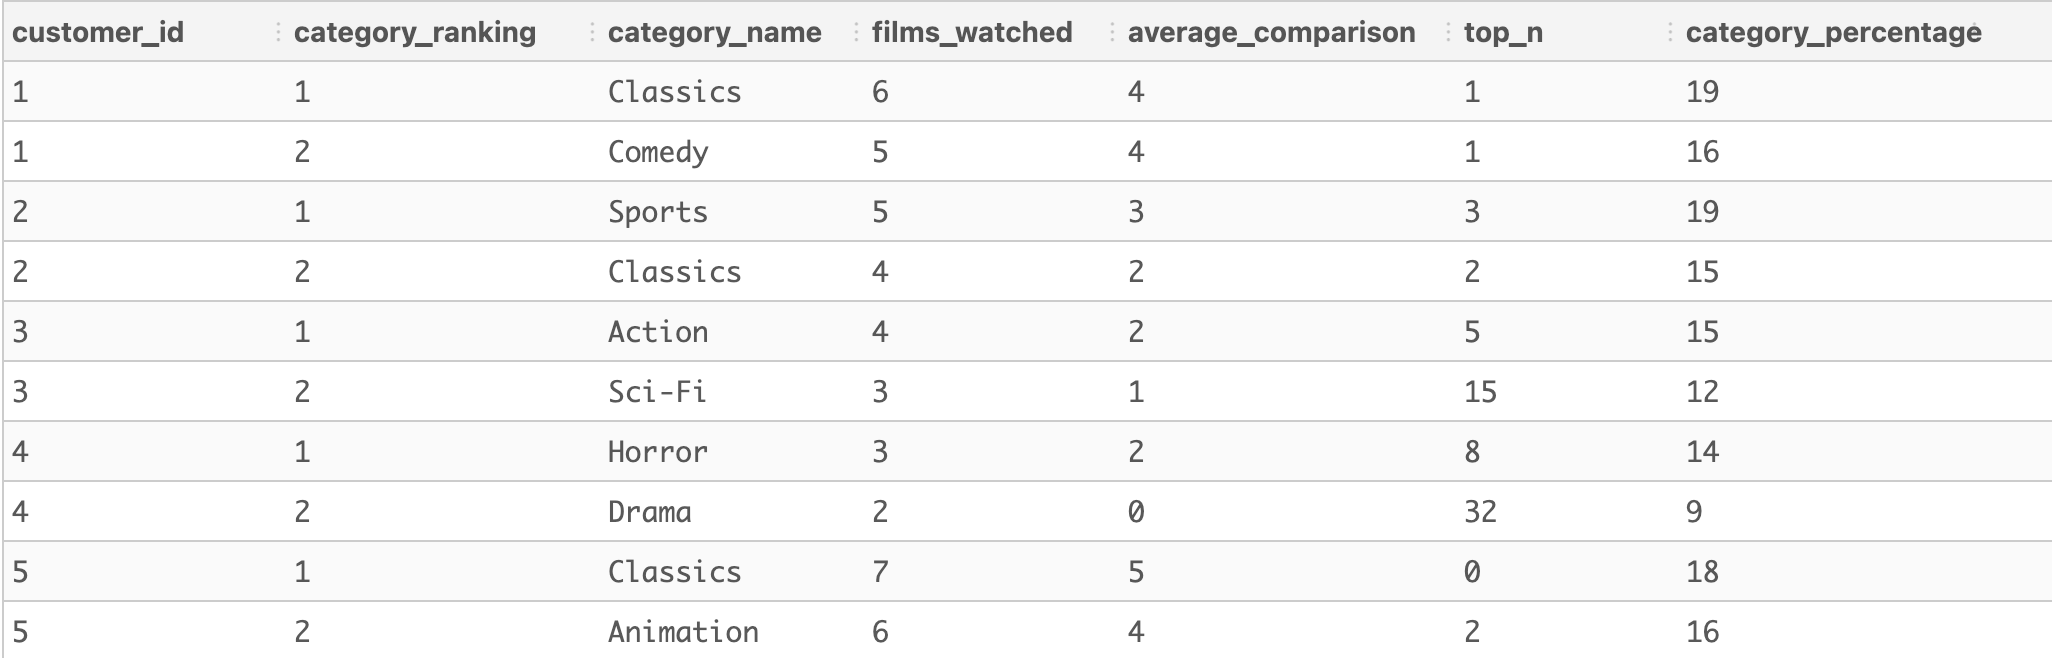 customer_id category_ranking category_name films_watched average_comparison top_n category_percentage
1 1 Classics 6 4 1 19
1 2 Comedy 5 4 1 16
2 1 Sports 5 3 3 19
2 2 Classics 4 2 2 15
3 1 Action 4 2 5 15
3 2 Sci-Fi 3 1 15 12
4 1 Horror 3 2 8 14
4 2 Drama 2 0 32 9
5 1 Classics 7 5 0 18
5 2 Animation 6 4 2 16